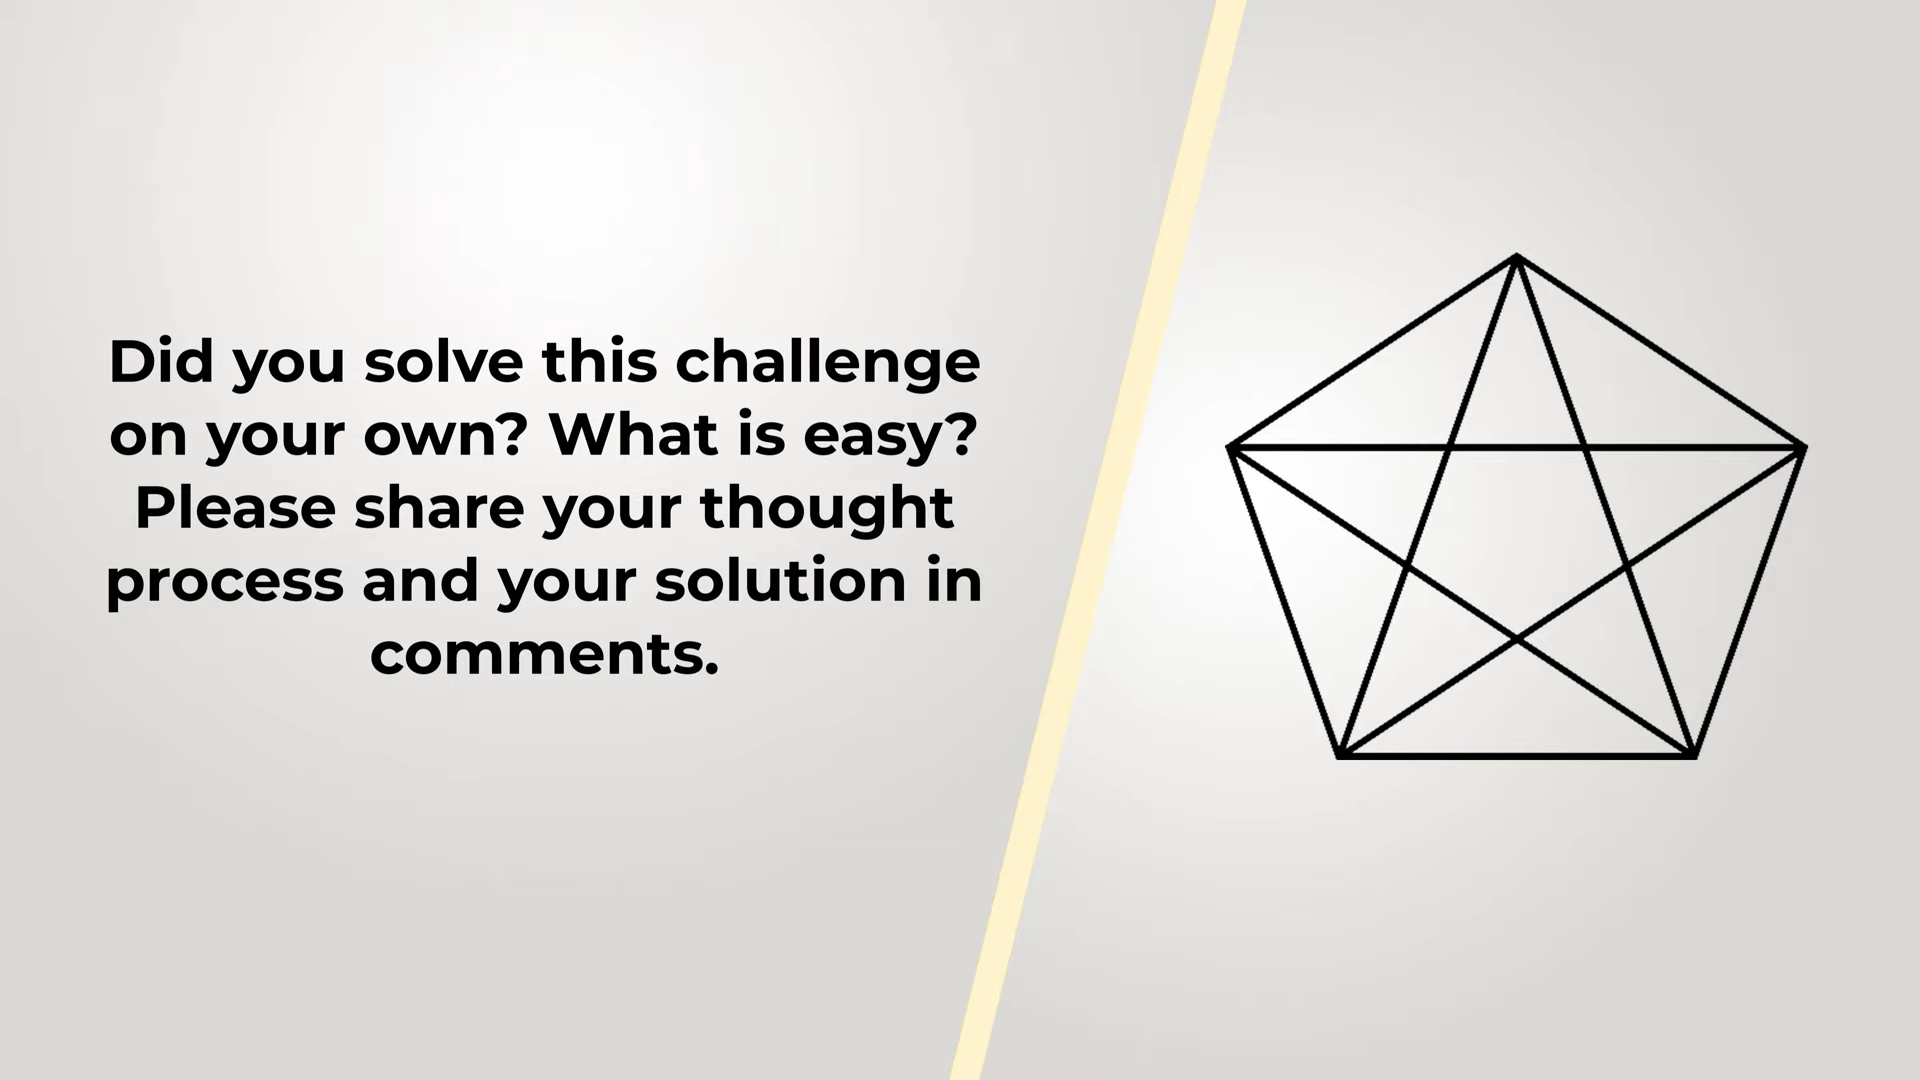 Did you solve this challenge
on your own? What is easy?
Please share your thought
process and your solution in
comments.